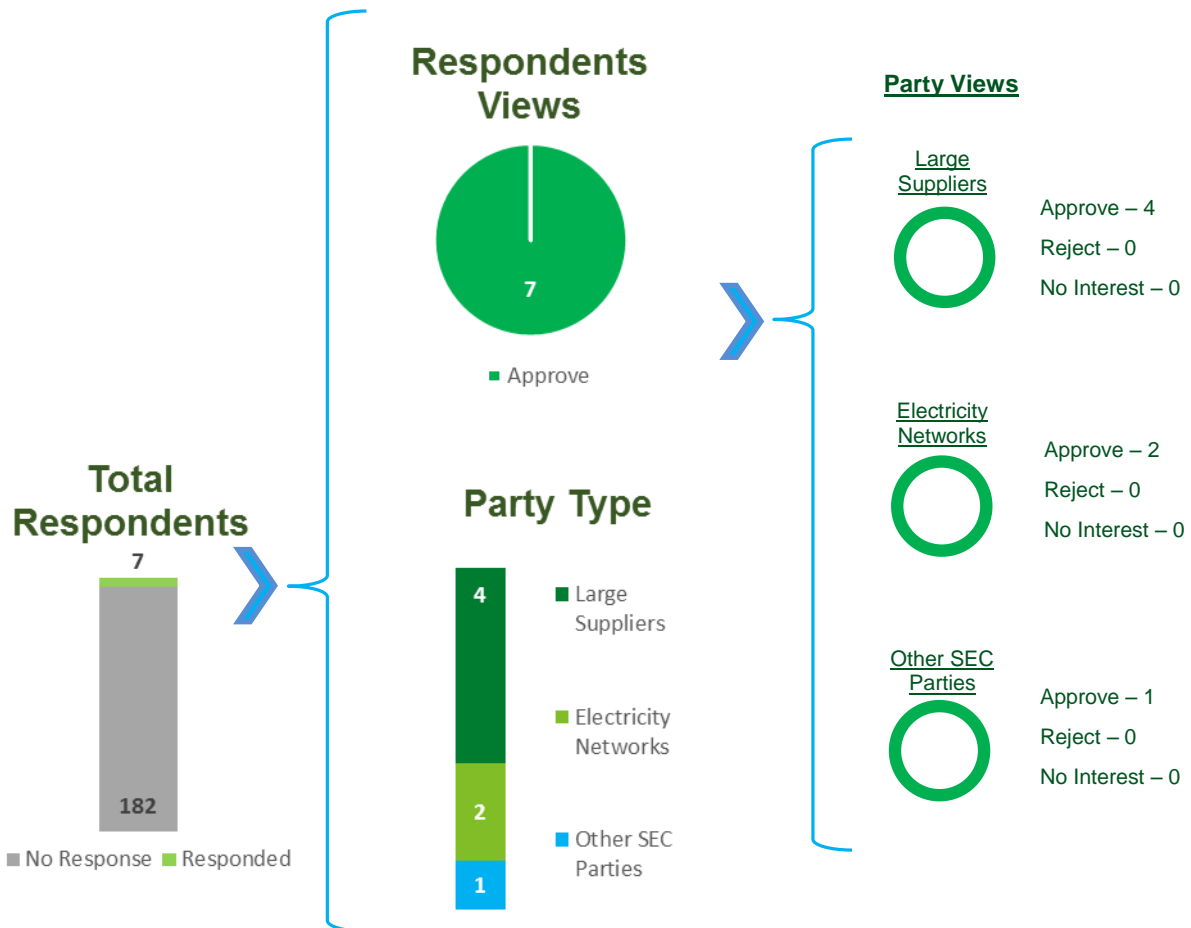 Total
Respondents
7
182
No Response
Responded
Respondents
Views
7
Approve
Party Type
4
2
1
Large
Suppliers
Electricity
Networks
Other SEC
Parties
Party Views
Large
Suppliers
Approve – 4
Reject – 0
No Interest – 0
Electricity
Networks
Approve – 2
Reject – 0
No Interest – 0
Other SEC
Parties
Approve – 1
Reject – 0
No Interest – 0